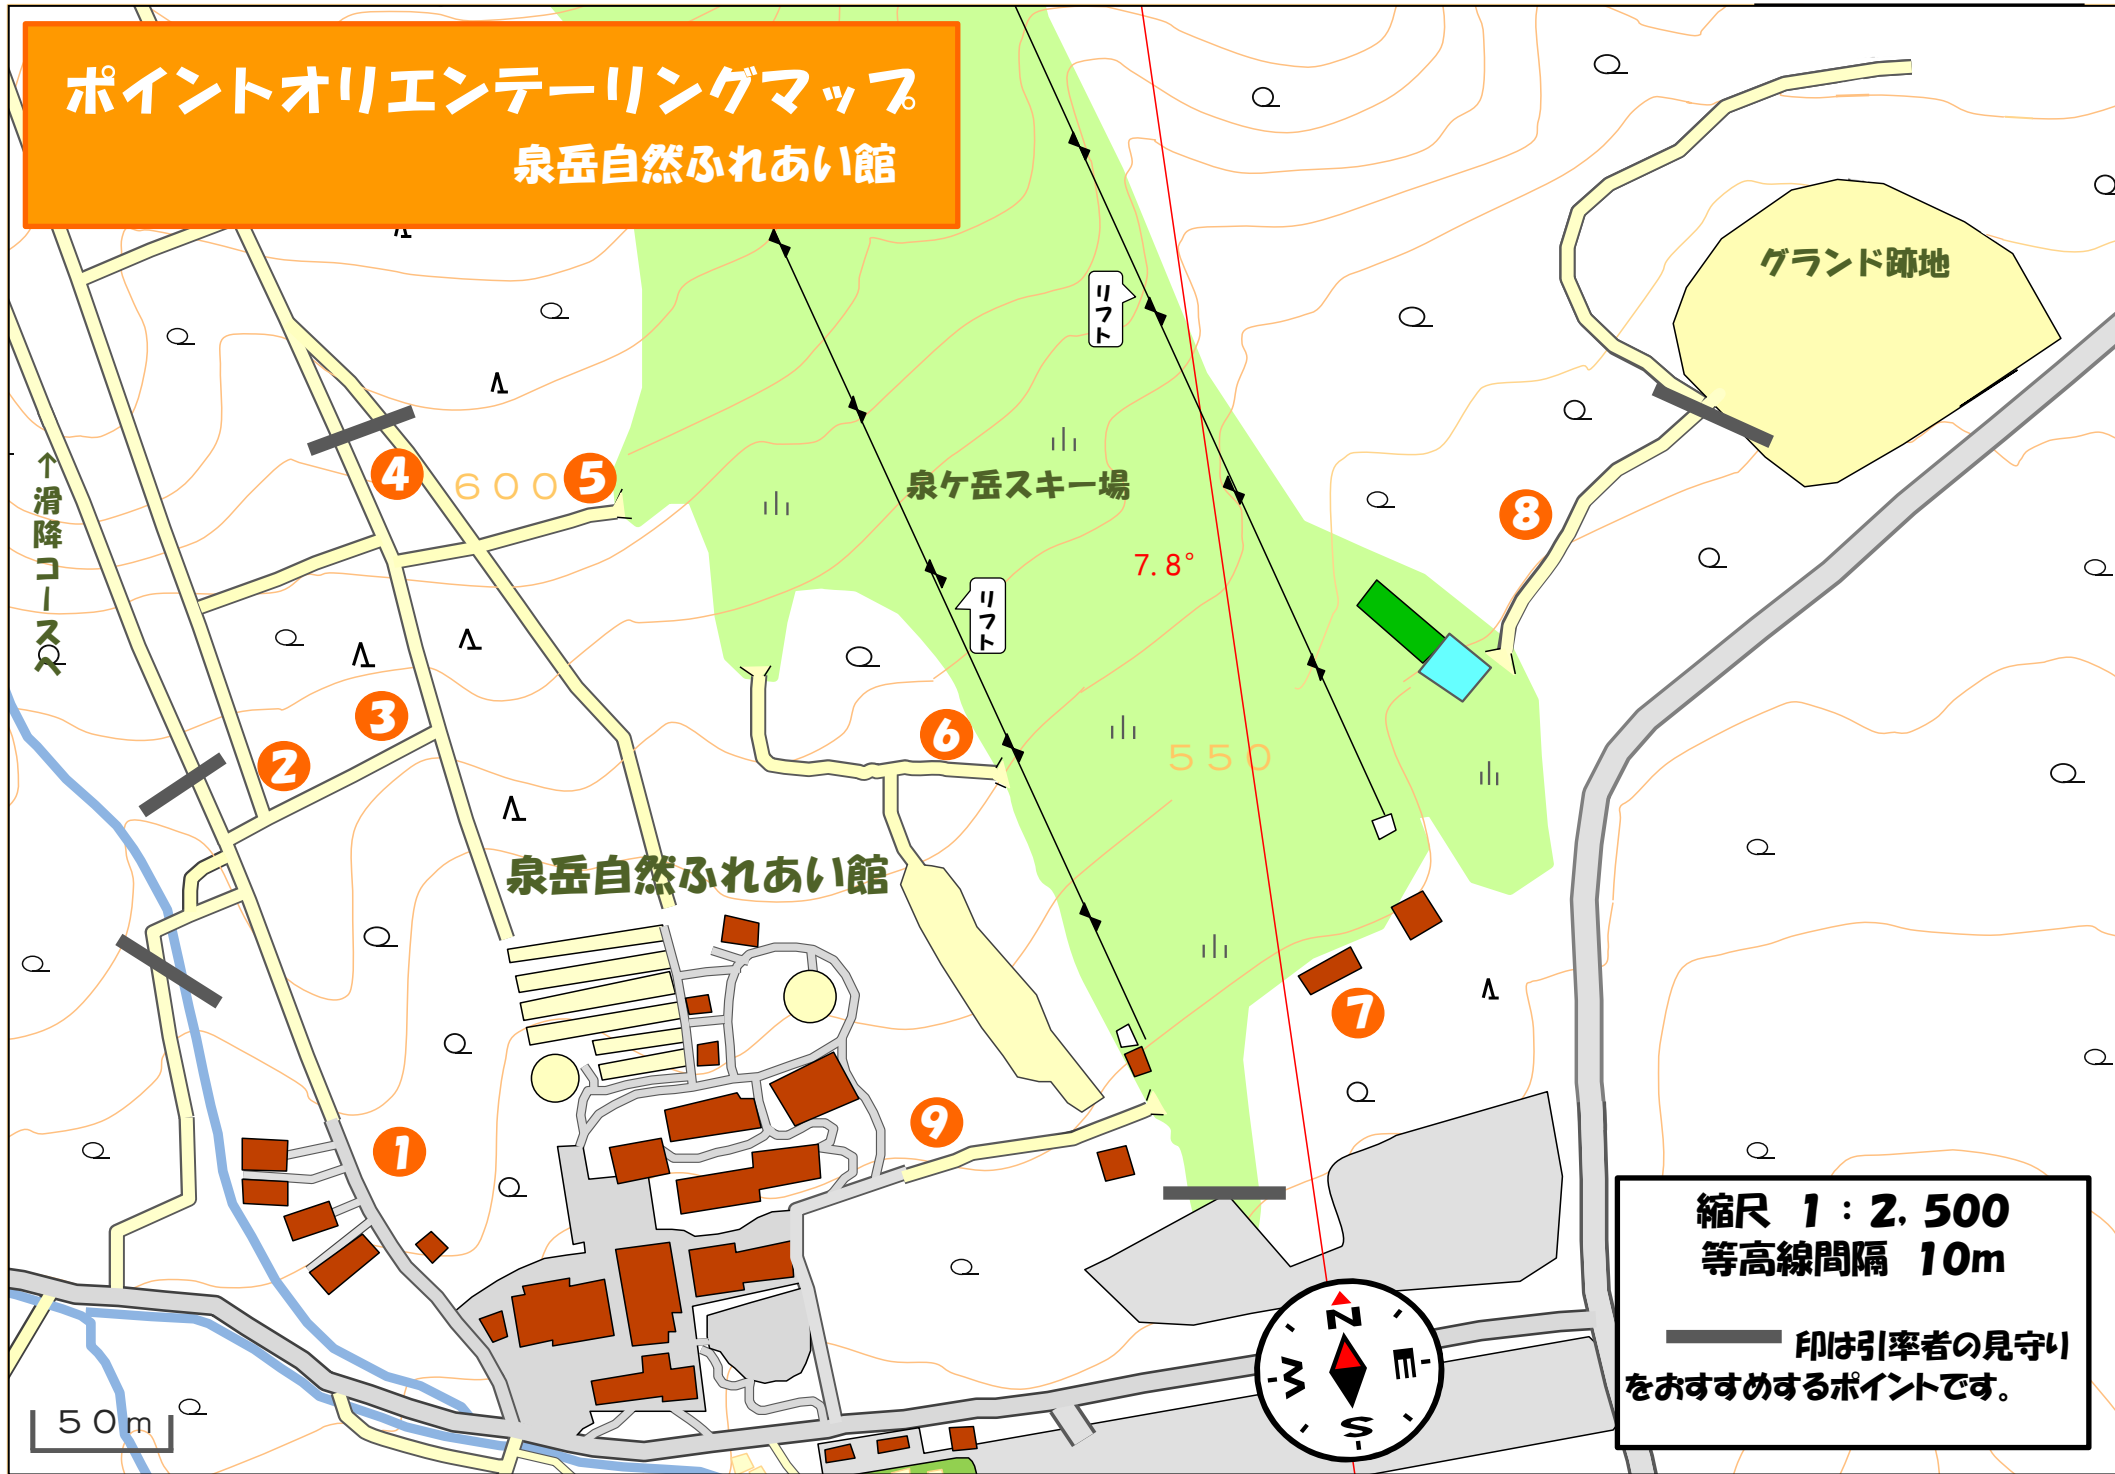 ポイントオリエンテーリングマップ
泉岳自然ふれあい館
グランド跡地
リフト
↑滑降コースへ
4
600
5
泉ケ岳スキー場
8
7.8°
リフト
3
2
6
550
泉岳自然ふれあい館
7
9
1
縮尺 1:2,500
等高線間隔 10m
印は引率者の見守り
をおすすめするポイントです。
N
W
E
S
50m